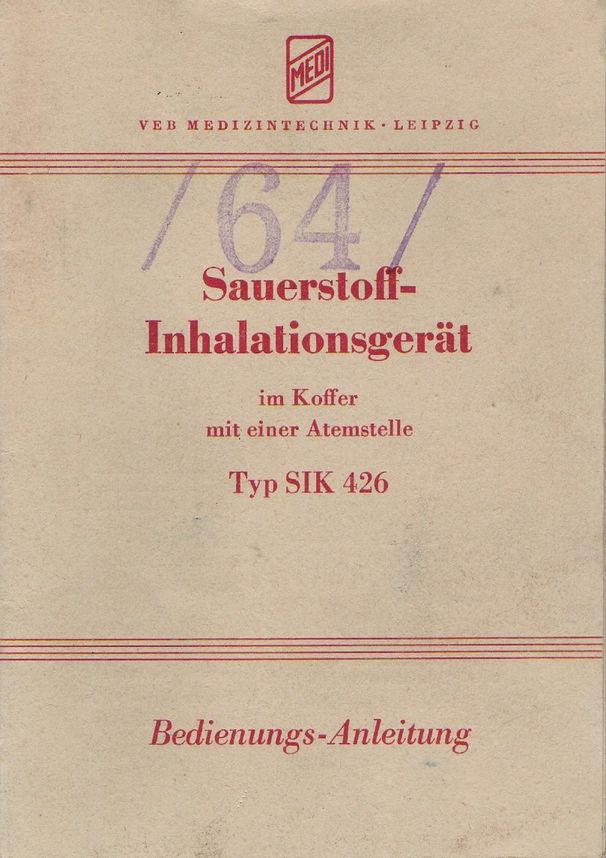 MEDI
VEB MEDIZINTECHNIK · LEIPZIG
/64/
Sauerstoff-
Inhalationsgerät
im Koffer
mit einer Atemstelle
Typ SIK 426
Bedienungs-Anleitung